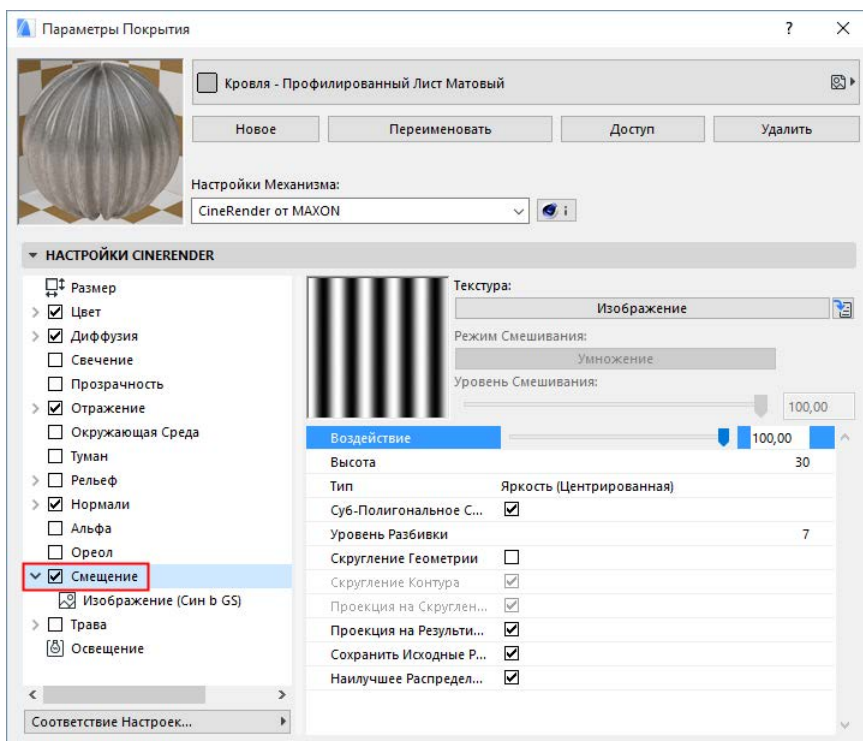 Параметры Покрытия
?
Кровля - Профилированный Лист Матовый
Новое
Переименовать
Доступ
Удалить
Настройки Механизма:
CineRender от MAXON
i
НАСТРОЙКИ CINERENDER
Размер
Цвет
Диффузия
Свечение
Прозрачность
Отражение
Окружающая Среда
Туман
Рельеф
Нормали
Альфа
Ореол
Смещение
Изображение (Син b GS)
Трава
Освещение
Соответствие Настроек...
Текстура:
Изображение
Режим Смешивания:
Умножение
Уровень Смешивания:
100,00
Воздействие 100,00
Высота 30
Тип Яркость (Центрированная)
Суб-Полигональное С...
Уровень Разбивки 7
Скругление Геометрии
Скругление Контура
Проекция на Скруглен...
Проекция на Результи...
Сохранить Исходные Р...
Наилучшее Распредел...